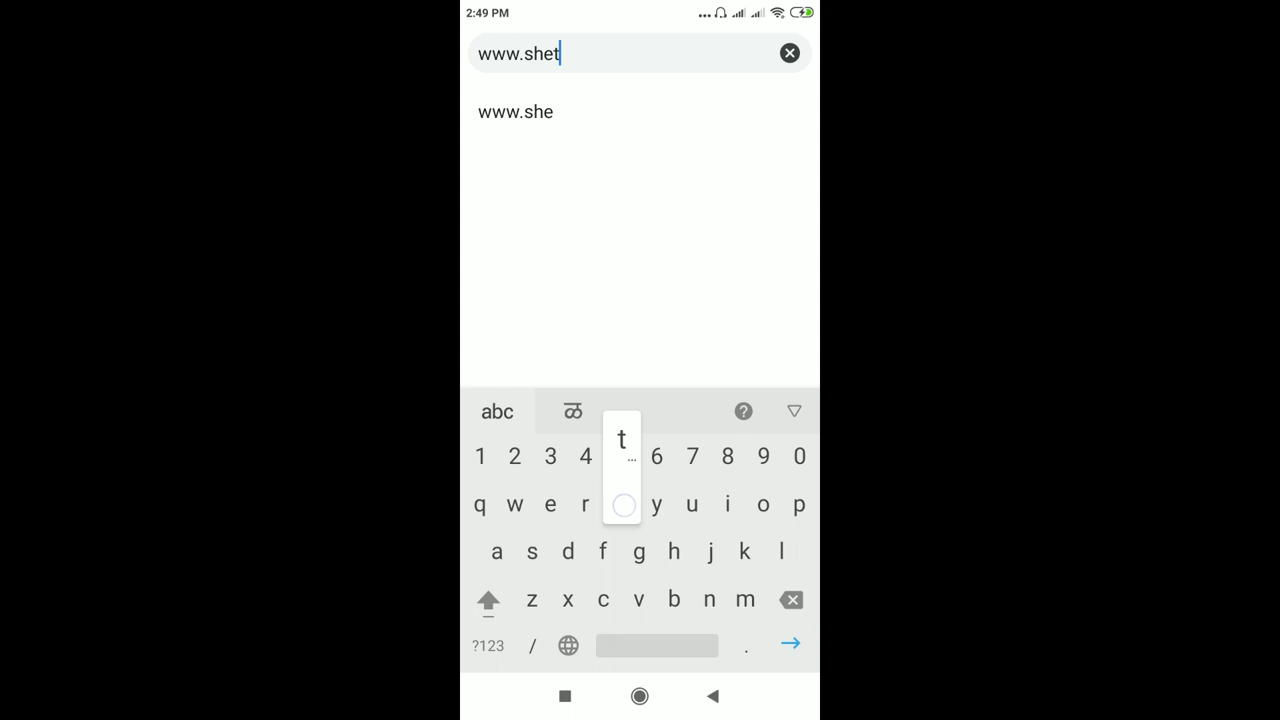 2:49 PM
www.shet
www.she
abc ळ
t
1 2 3 4 6 7 8 9 0
q w e r y u i o p
a s d f g h j k l
z x c v b n m
?123 / .